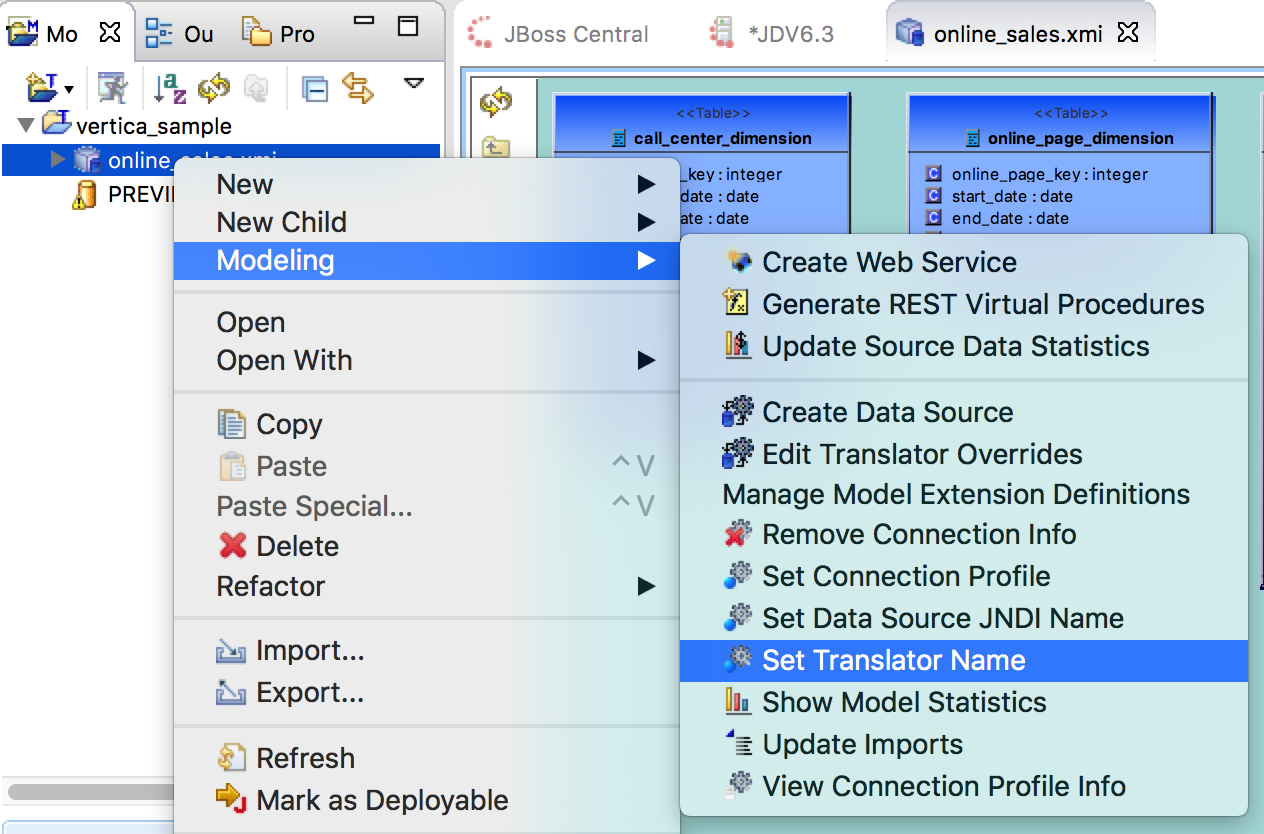 Mo
Ou
Pro
JBoss Central
*JDV6.3
online_sales.xmi
vertica_sample
online_sales.xmi
<<Table>>
call_center_dimension
_key : integer
date : date
ate : date
<<Table>>
online_page_dimension
online_page_key : integer
start_date : date
end_date : date
New
New Child
Modeling
Open
Open With
Copy
Paste ^V
Paste Special... ^V
Delete
Refactor
Import...
Export...
Refresh
Mark as Deployable
Create Web Service
Generate REST Virtual Procedures
Update Source Data Statistics
Create Data Source
Edit Translator Overrides
Manage Model Extension Definitions
Remove Connection Info
Set Connection Profile
Set Data Source JNDI Name
Set Translator Name
Show Model Statistics
Update Imports
View Connection Profile Info